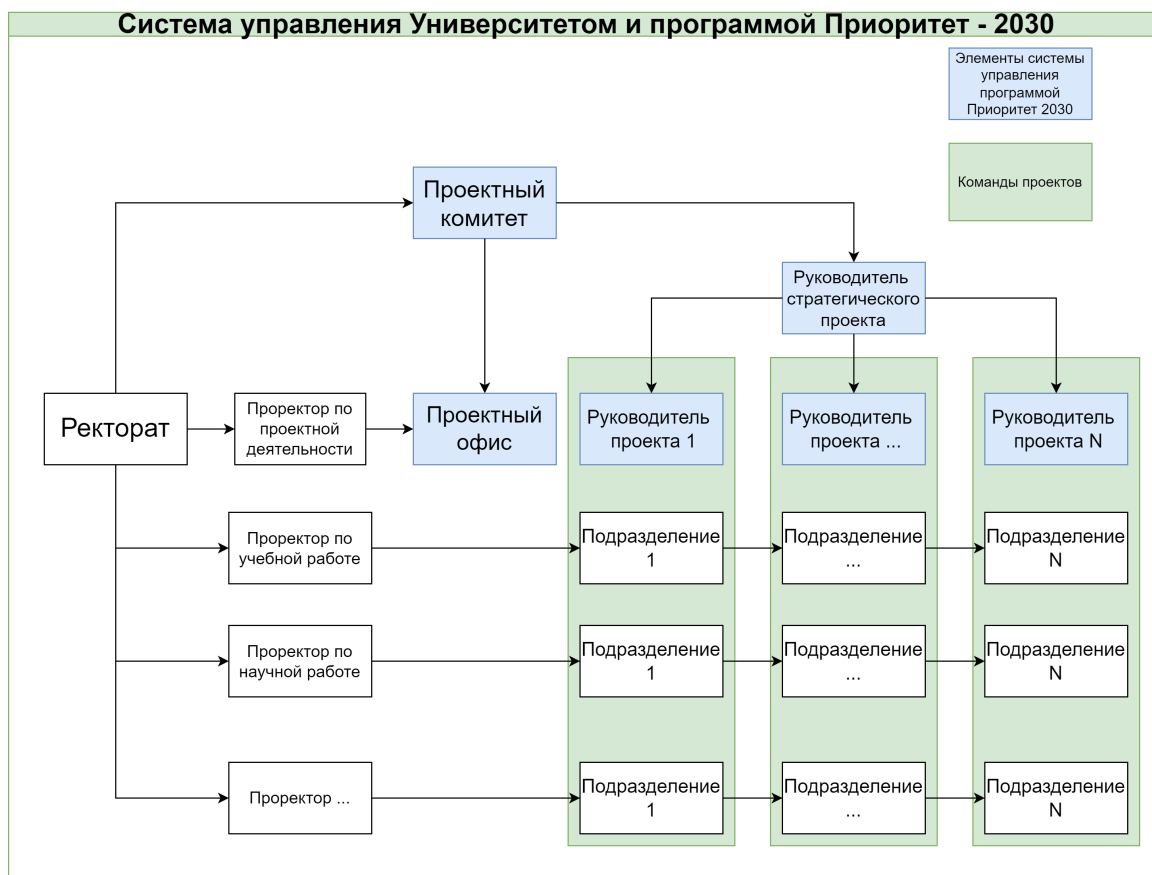 Система управления Университетом и программой Приоритет - 2030
Элементы системы
управления
программой
Приоритет 2030
Команды проектов
Проектный
комитет
Руководитель
стратегического
проекта
Ректорат
Проректор по
проектной
деятельности
Проектный
офис
Руководитель
проекта 1
Руководитель
проекта ...
Руководитель
проекта N
Проректор по
учебной работе
Подразделение
1
Подразделение
...
Подразделение
N
Проректор по
научной работе
Подразделение
1
Подразделение
...
Подразделение
N
Проректор ...
Подразделение
1
Подразделение
...
Подразделение
N